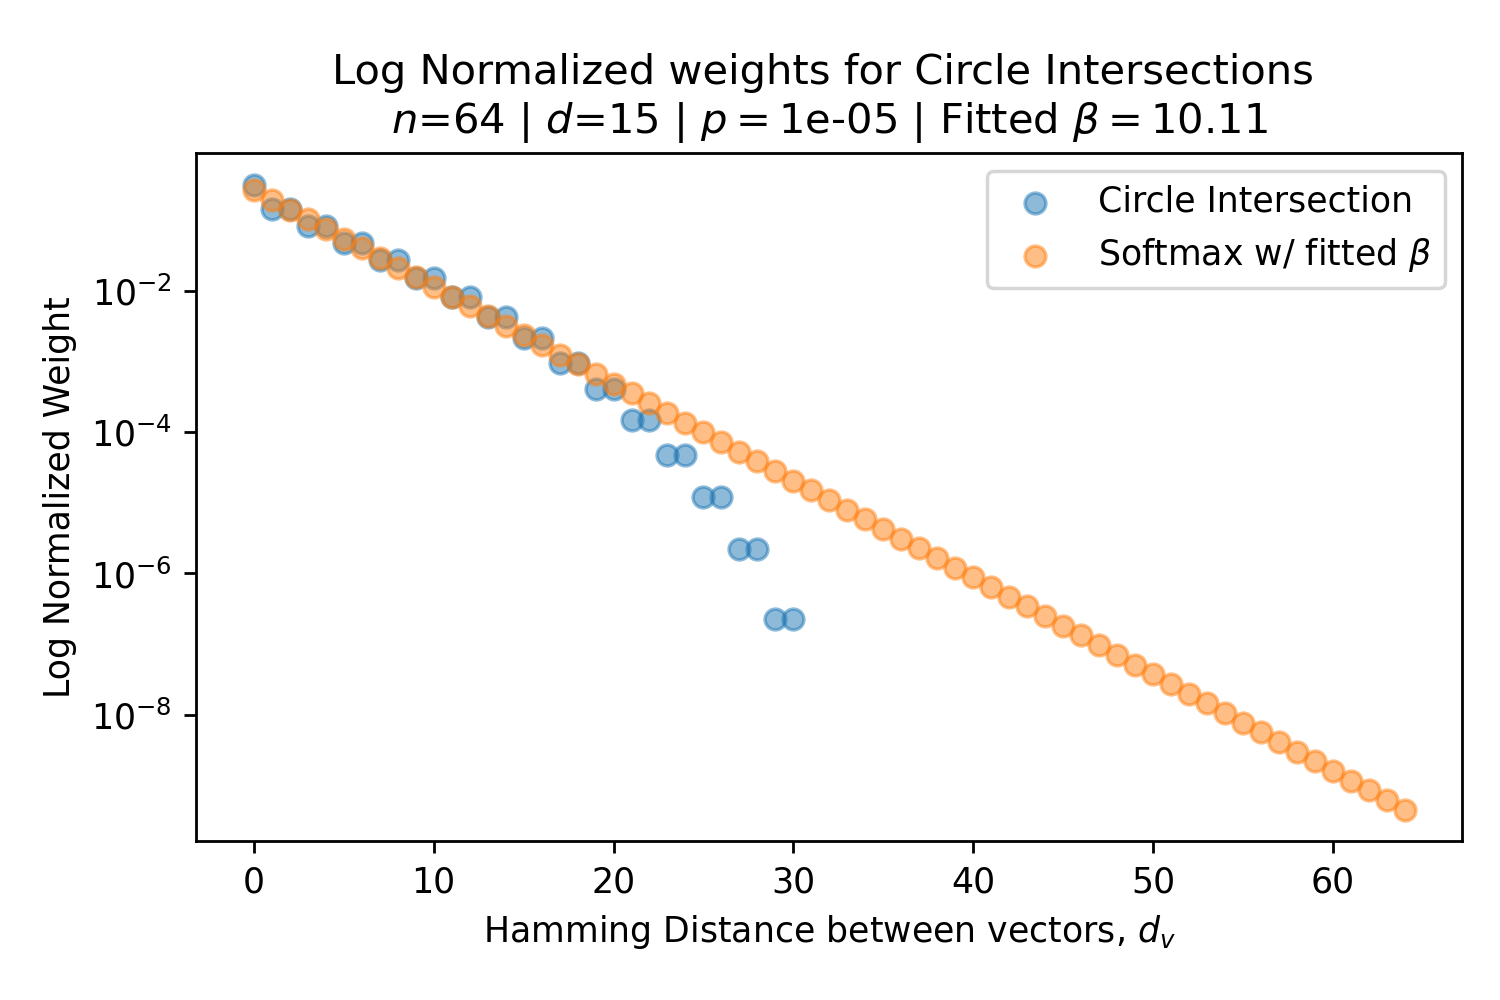 Log Normalized weights for Circle Intersections
n=64 | d=15 | p = 1e-05 | Fitted β = 10.11
Circle Intersection
Softmax w/ fitted β
Log Normalized Weight
10⁻²
10⁻⁴
10⁻⁶
10⁻⁸
0 10 20 30 40 50 60
Hamming Distance between vectors, dᵥ